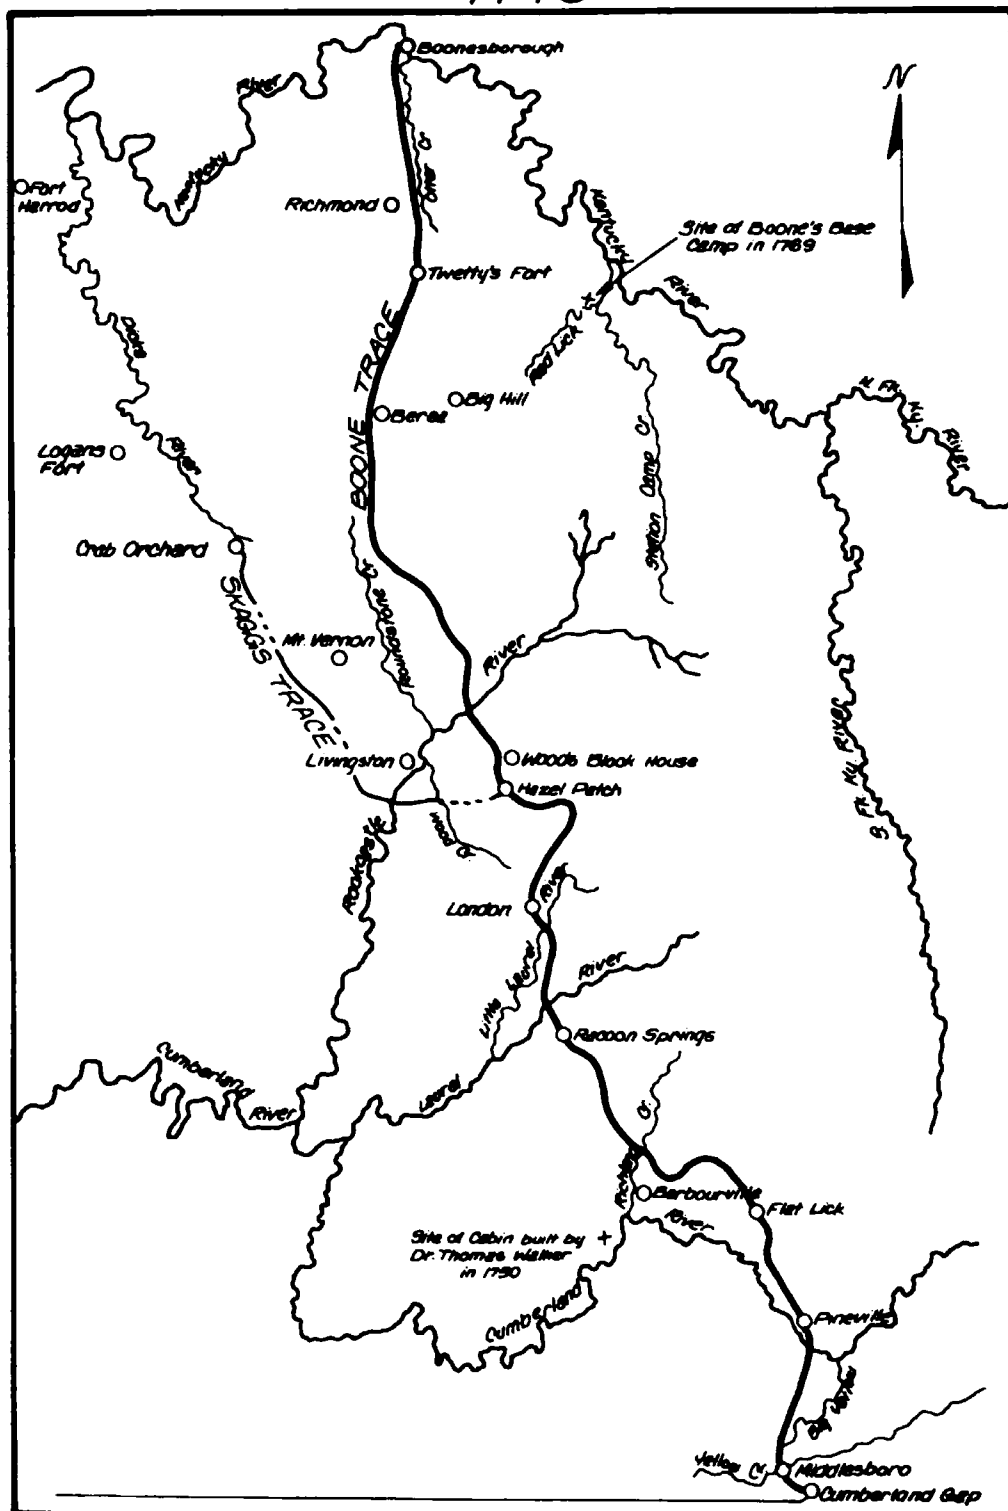 Boonesborough
River
Kentucky
Otter Cr
N
Fort
Harrod
Richmond
Kentucky
Site of Boone's Base
Camp in 1769
Twetty's Fort
River
Dicks
River
BOONE TRACE
Red Lick
Big Hill
Berea
N. Fk. Ky. River
Logans
Fort
Station Camp Cr
Crab Orchard
SKAGGS TRACE
Mt. Vernon
Roundstone Cr
River
S. Fk. Ky. River
Livingston
Woods Block House
Hazel Patch
Wood Cr.
Rockcastle
London
River
Little Laurel
River
Racoon Springs
Cumberland
River
Laurel
Cr.
Richland
Barbourville
Flat Lick
River
Site of Cabin built by
Dr. Thomas Walker
in 1750
Cumberland
Pineville
Yellow Cr.
Middlesboro
Cumberland Gap